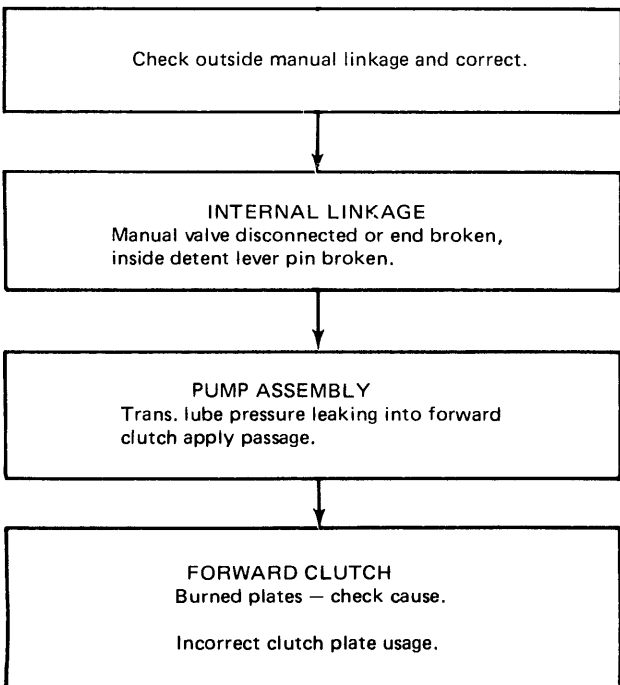 Check outside manual linkage and correct.
INTERNAL LINKAGE
Manual valve disconnected or end broken,
inside detent lever pin broken.
PUMP ASSEMBLY
Trans. lube pressure leaking into forward
clutch apply passage.
FORWARD CLUTCH
Burned plates — check cause.
Incorrect clutch plate usage.